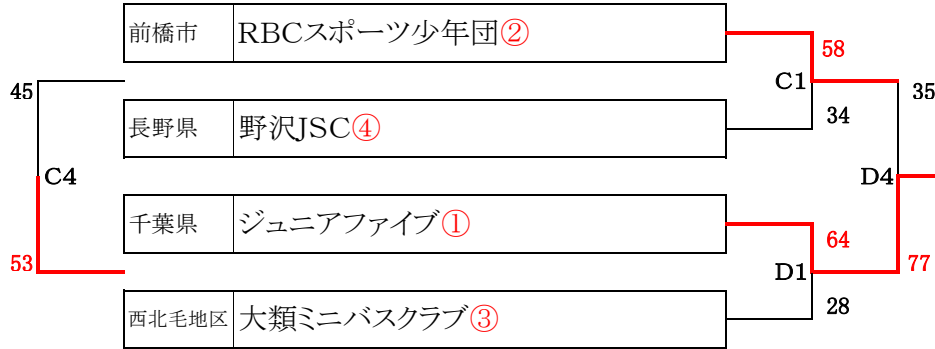 前橋市 RBCスポーツ少年団②
58
45 C1 35
34
長野県 野沢JSC④
C4 D4
千葉県 ジュニアファイブ①
64
53 D1 77
28
西北毛地区 大類ミニバスクラブ③